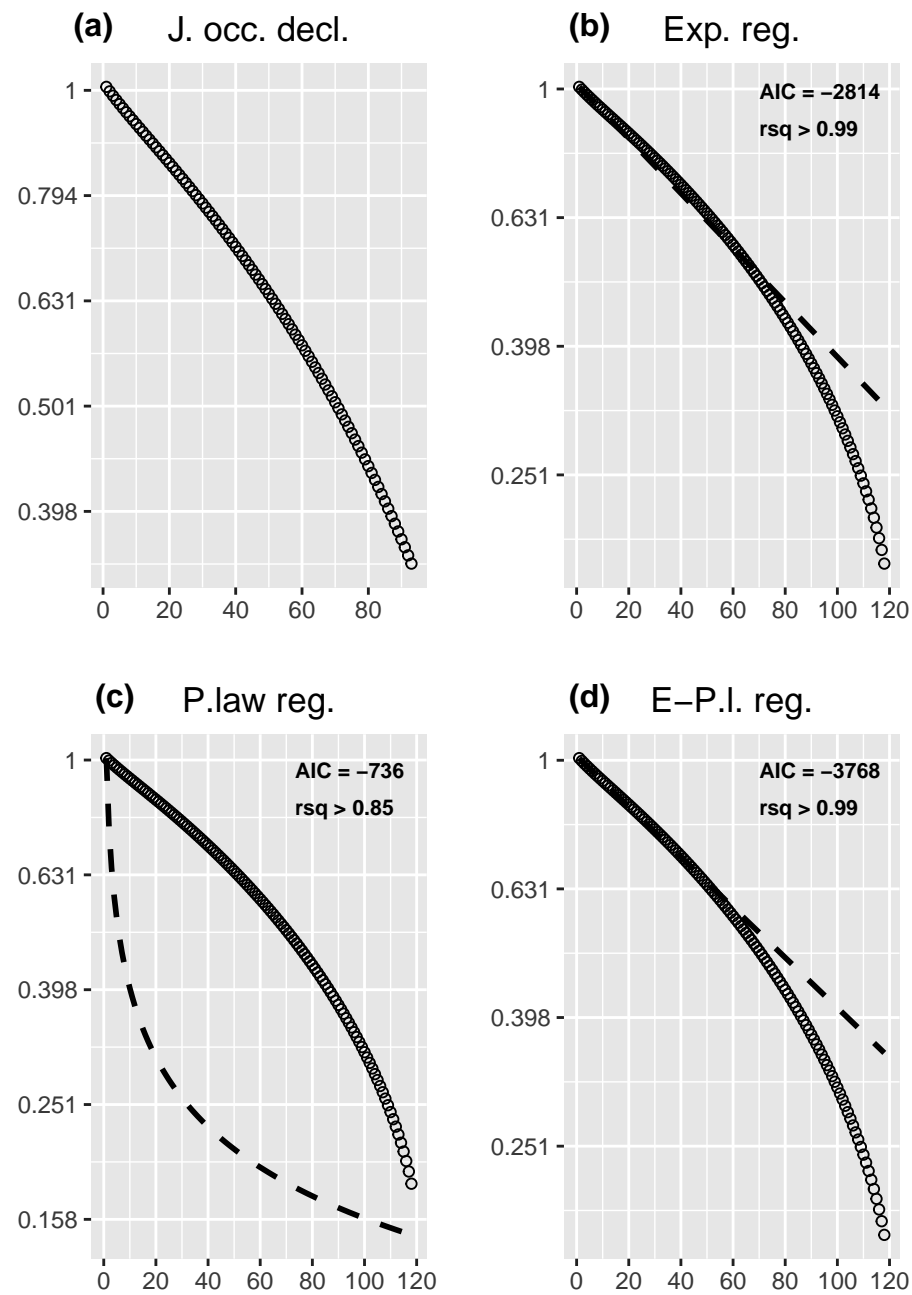 (a) J. occ. decl.
1
0.794
0.631
0.501
0.398
0 20 40 60 80
(b) Exp. reg.
AIC = −2814
rsq > 0.99
1
0.631
0.398
0.251
0 20 40 60 80 100 120
(c) P.law reg.
AIC = −736
rsq > 0.85
1
0.631
0.398
0.251
0.158
0 20 40 60 80 100 120
(d) E−P.l. reg.
AIC = −3768
rsq > 0.99
1
0.631
0.398
0.251
0 20 40 60 80 100 120